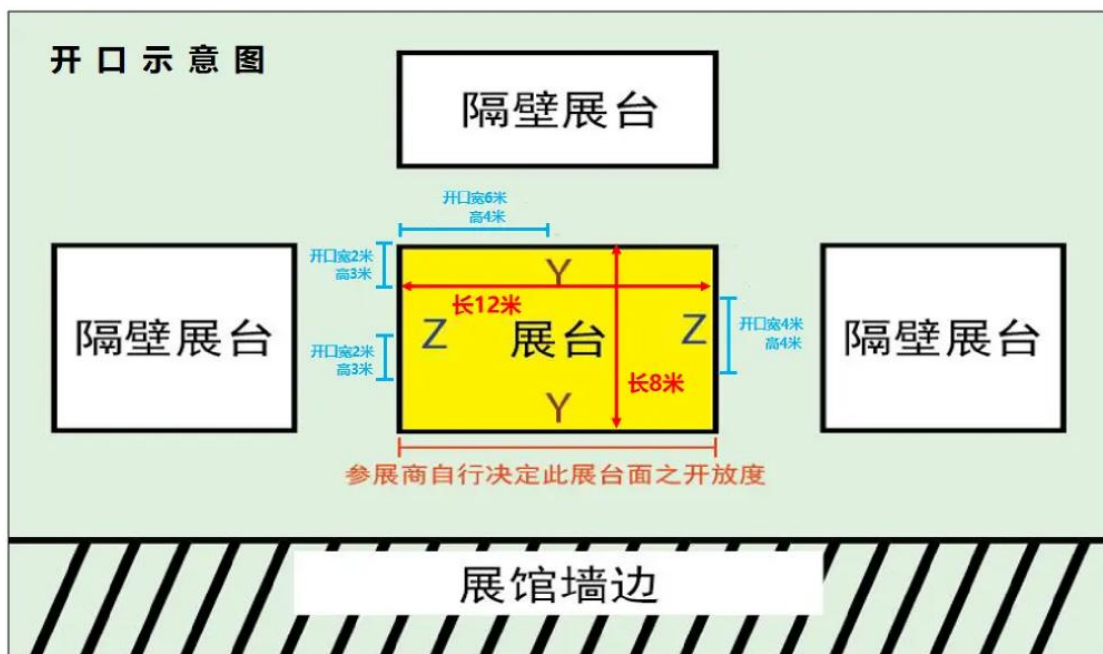 开口示意图
隔壁展台
开口宽6米
高4米
开口宽2米
高3米
Y
长12米
隔壁展台
Z
展台
Z
开口宽4米
高4米
隔壁展台
开口宽2米
高3米
长8米
Y
参展商自行决定此展台面之开放度
展馆墙边